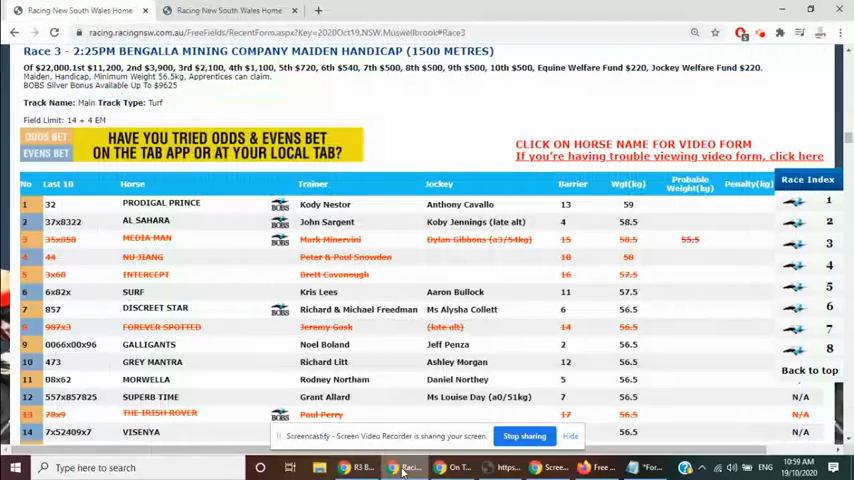 Racing New South Wales Home × Racing New South Wales Home ×
racing.racingnsw.com.au/FreeFields/RecentForm.aspx?Key=2020Oct19,NSW,Muswellbrook#Race3
Race 3 - 2:25PM BENGALLA MINING COMPANY MAIDEN HANDICAP (1500 METRES)
Of $22,000.1st $11,200, 2nd $3,900, 3rd $2,100, 4th $1,100, 5th $720, 6th $540, 7th $500, 8th $500, 9th $500, 10th $500, Equine Welfare Fund $220, Jockey Welfare Fund $220.
Maiden, Handicap, Minimum Weight 56.5kg, Apprentices can claim.
BOBS Silver Bonus Available Up To $9625
Track Name: Main Track Type: Turf
Field Limit: 14 + 4 EM
ODDS BET
EVENS BET
HAVE YOU TRIED ODDS & EVENS BET
ON THE TAB APP OR AT YOUR LOCAL TAB?
CLICK ON HORSE NAME FOR VIDEO FORM
If you're having trouble viewing video form, click here
No Last 10 Horse Trainer Jockey Barrier Wgt(kg) Probable Weight(kg) Penalty(kg)
1 32 PRODIGAL PRINCE BOBS Kody Nestor Anthony Cavallo 13 59
2 37x8322 AL SAHARA BOBS John Sargent Koby Jennings (late alt) 4 58.5
3 35x858 MEDIA MAN BOBS Mark Minervini Dylan Gibbons (a3/54kg) 15 58.5 55.5
4 44 NU JIANG Peter & Paul Snowden 10 58
5 3x60 INTERCEPT Brett Cavanough 16 57.5
6 6x82x SURF Kris Lees Aaron Bullock 11 57.5
7 857 DISCREET STAR BOBS Richard & Michael Freedman Ms Alysha Collett 6 56.5
8 987x3 FOREVER SPOTTED Jeremy Gask (late alt) 14 56.5
9 0066x00x96 GALLIGANTS Noel Boland Jeff Penza 2 56.5
10 473 GREY MANTRA Richard Litt Ashley Morgan 12 56.5
11 08x62 MORWELLA Rodney Northam Daniel Northey 5 56.5 N/A
12 557x857825 SUPERB TIME Grant Allard Ms Louise Day (a0/51kg) 7 56.5 N/A
13 78x9 THE IRISH ROVER BOBS Paul Perry 17 56.5 N/A
14 7x52409x7 VISENYA 56.5 N/A
Race Index
1
2
3
4
5
6
7
8
Back to top
Screencastify - Screen Video Recorder is sharing your screen. Stop sharing Hide
Type here to search
R3 B... Raci... On T... https... Scree... Free ... *For...
ENG
10:59 AM
19/10/2020